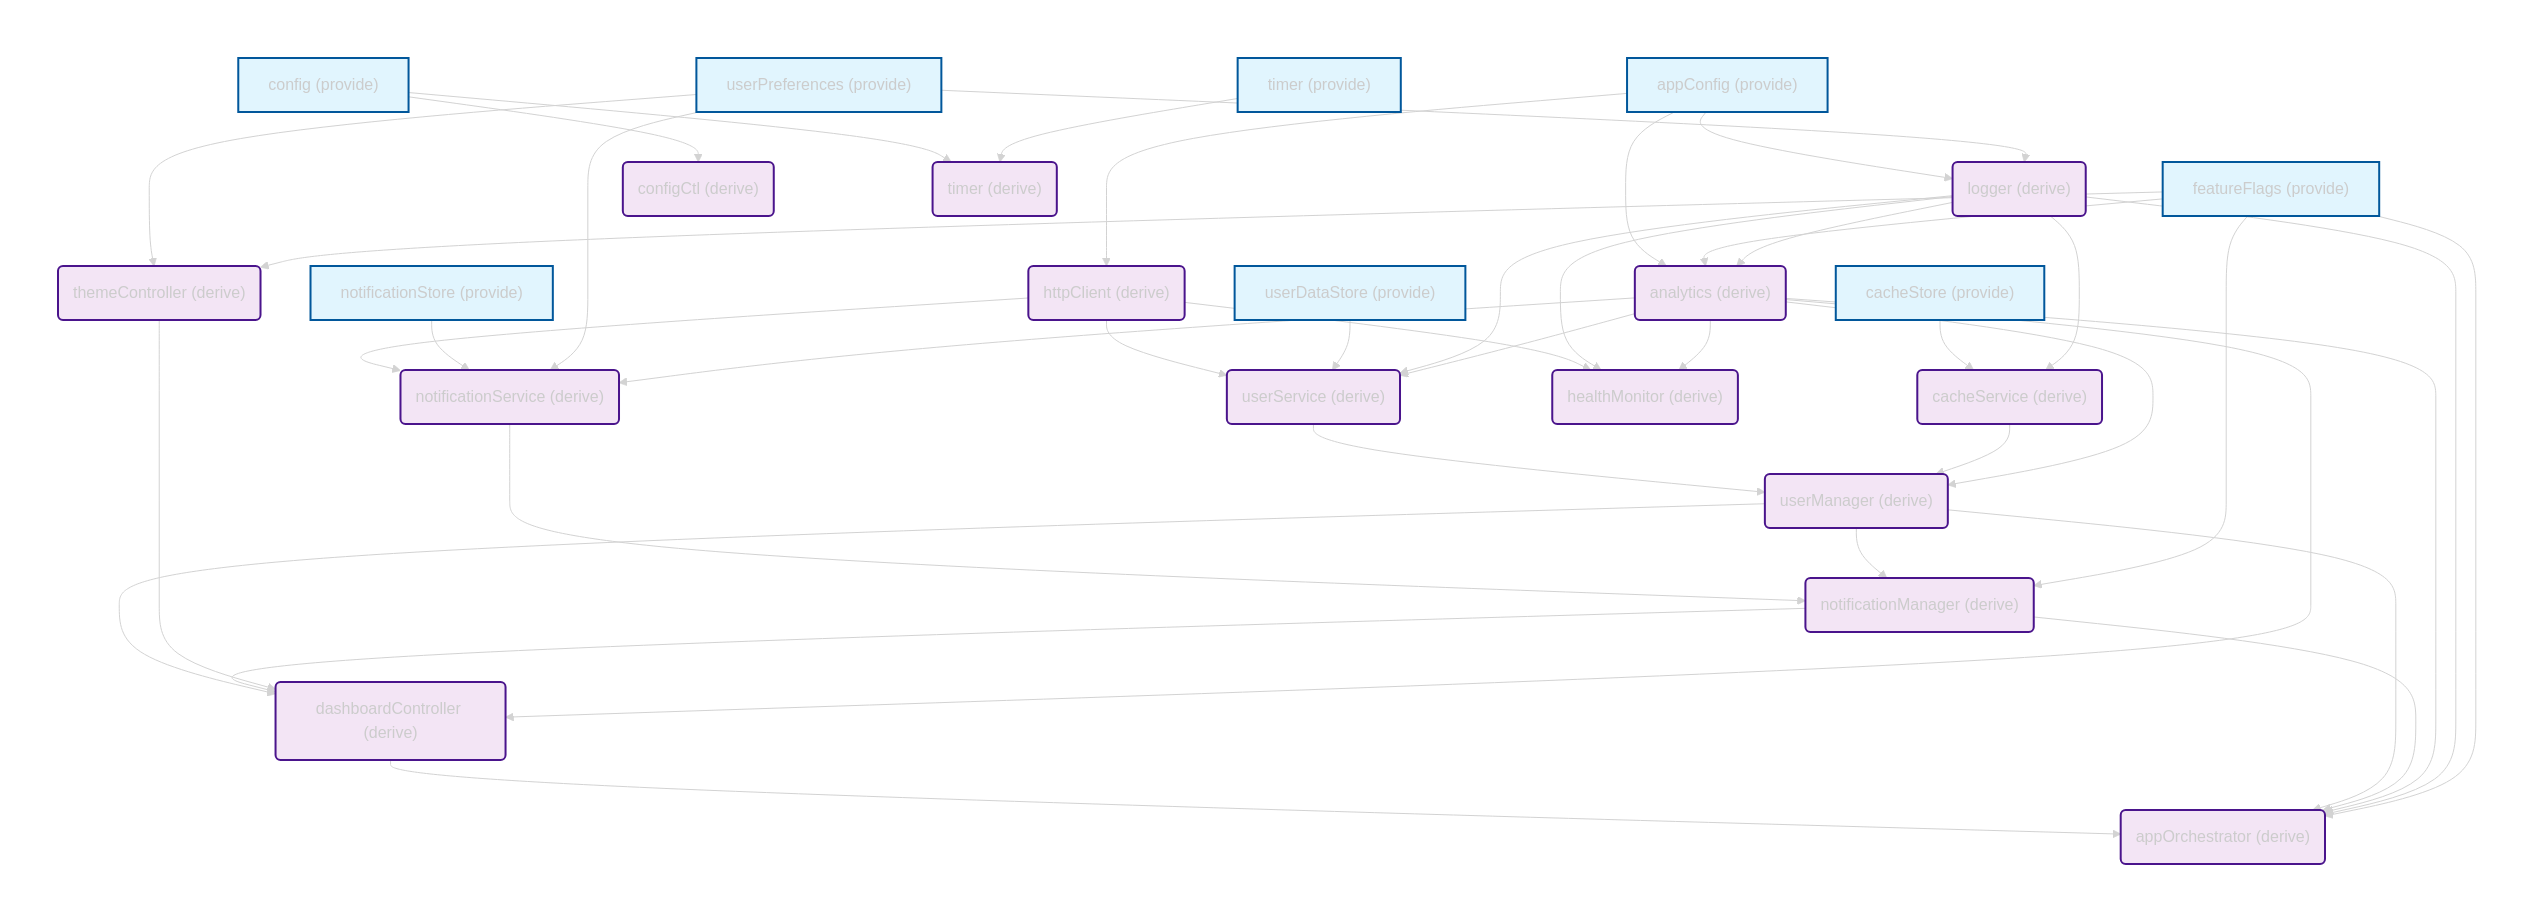 config (provide)
userPreferences (provide)
timer (provide)
appConfig (provide)
configCtl (derive)
timer (derive)
logger (derive)
featureFlags (provide)
themeController (derive)
notificationStore (provide)
httpClient (derive)
userDataStore (provide)
analytics (derive)
cacheStore (provide)
notificationService (derive)
userService (derive)
healthMonitor (derive)
cacheService (derive)
userManager (derive)
notificationManager (derive)
dashboardController
(derive)
appOrchestrator (derive)